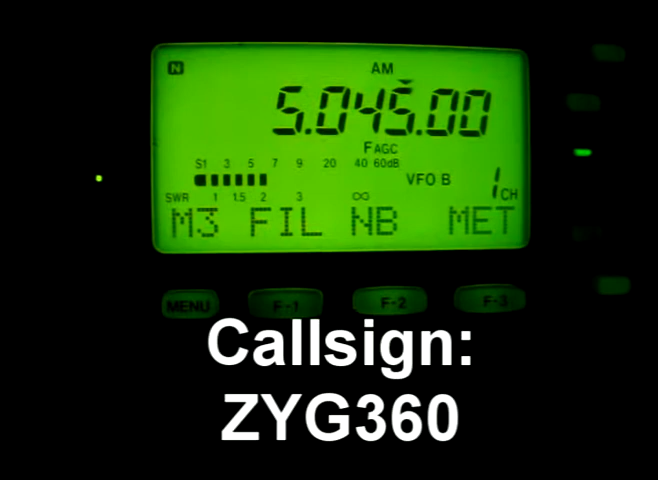 N
AM
5.045.00
FAGC
S1 3 5 7 9 20 40 60dB
VFO B 1CH
SWR 1 1.5 2 3 ∞
M3 FIL NB MET
MENU F-1 F-2 F-3
Callsign:
ZYG360